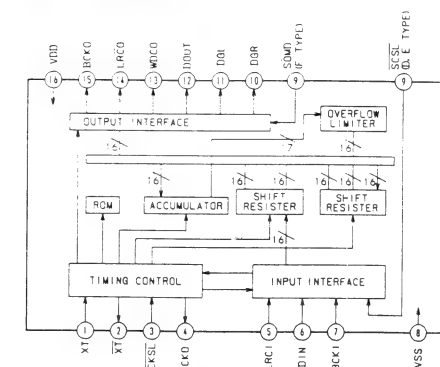 VDD
BCKO
LRCO
WDCO
DOUT
DGL
DGR
SOMD
(F TYPE)
SCSL
(D, E TYPE)
16
15
14
13
12
11
10
9
9
OUTPUT INTERFACE
OVERFLOW
LIMITER
16
17
16
16
16
16
16
16
16
ROM
ACCUMULATOR
SHIFT
RESISTER
SHIFT
RESISTER
16
TIMING CONTROL
INPUT INTERFACE
1
2
3
4
5
6
7
8
XT
XT
CKSL
CKO
LRCI
DIN
BCKI
VSS